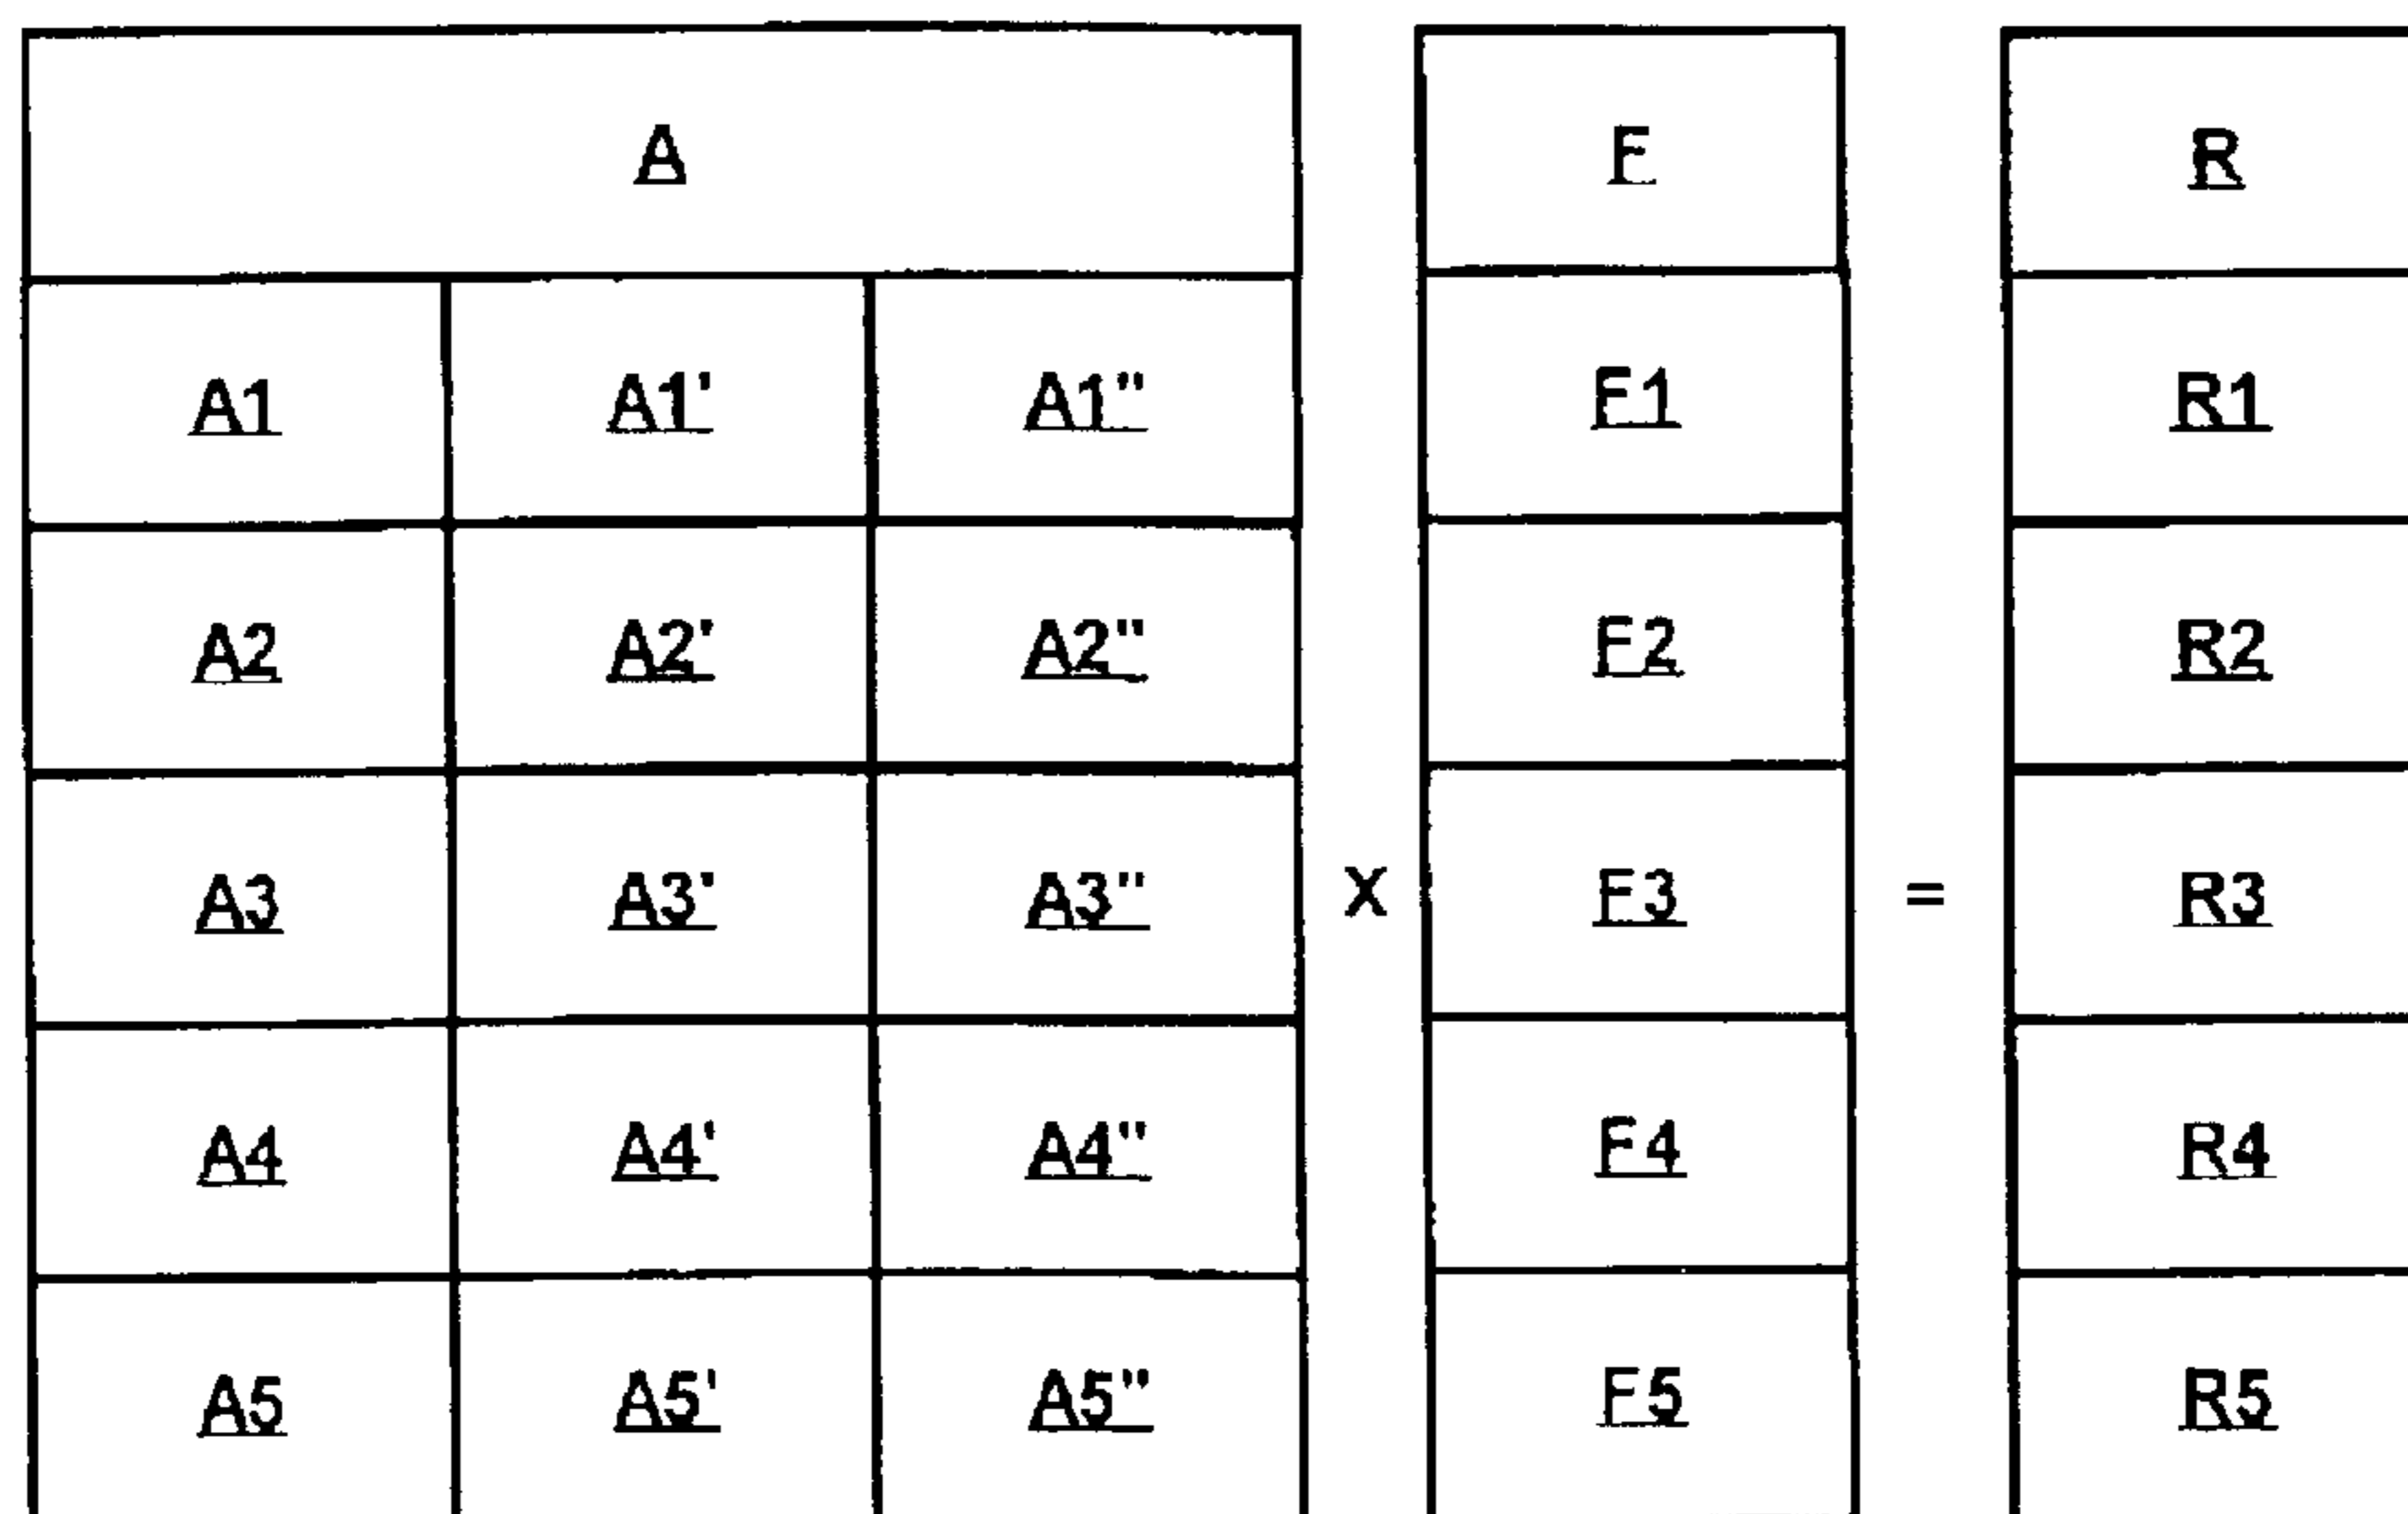 A F R
A1 A1' A1" F1 R1
A2 A2' A2" F2 R2
A3 A3' A3" X F3 = R3
A4 A4' A4" F4 R4
A5 A5' A5" F5 R5